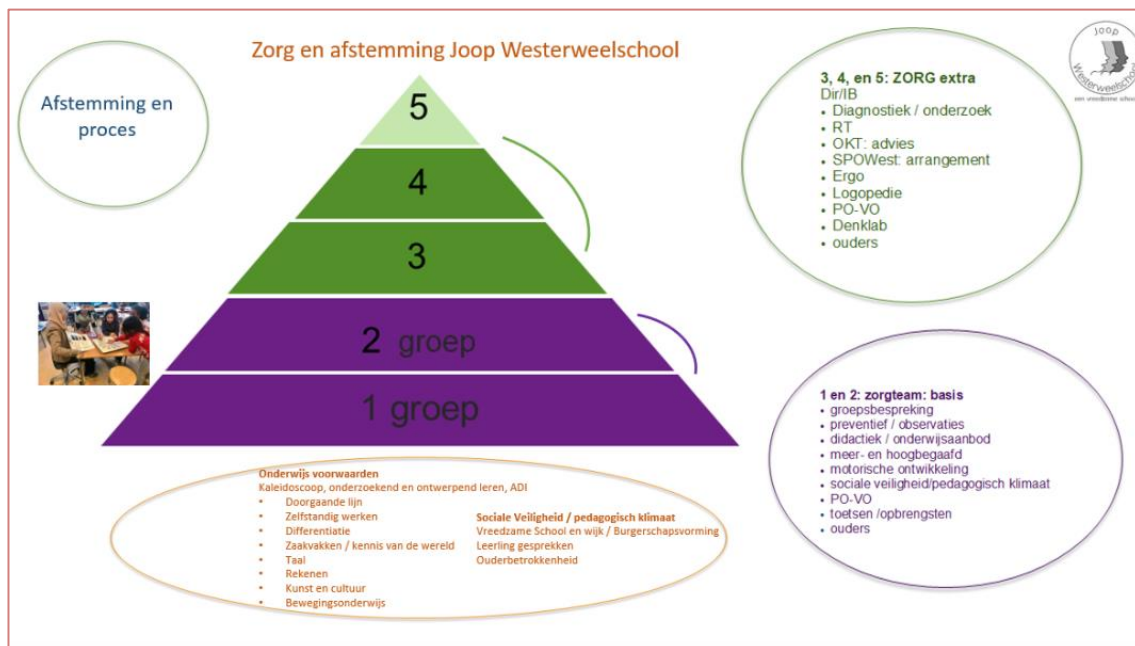 Zorg en afstemming Joop Westerweelschool
Afstemming en
proces
5
4
3
2 groep
1 groep
Joop
Westerweelschool
een vreedzame school
3, 4, en 5: ZORG extra
Dir/IB
• Diagnostiek / onderzoek
• RT
• OKT: advies
• SPOWest: arrangement
• Ergo
• Logopedie
• PO-VO
• Denklab
• ouders
1 en 2: zorgteam: basis
• groepsbespreking
• preventief / observaties
• didactiek / onderwijsaanbod
• meer- en hoogbegaafd
• motorische ontwikkeling
• sociale veiligheid/pedagogisch klimaat
• PO-VO
• toetsen /opbrengsten
• ouders
Onderwijs voorwaarden
Kaleidoscoop, onderzoekend en ontwerpend leren, ADI
• Doorgaande lijn
• Zelfstandig werken
• Differentiatie
• Zaakvakken / kennis van de wereld
• Taal
• Rekenen
• Kunst en cultuur
• Bewegingsonderwijs
Sociale Veiligheid / pedagogisch klimaat
Vreedzame School en wijk / Burgerschapsvorming
Leerling gesprekken
Ouderbetrokkenheid